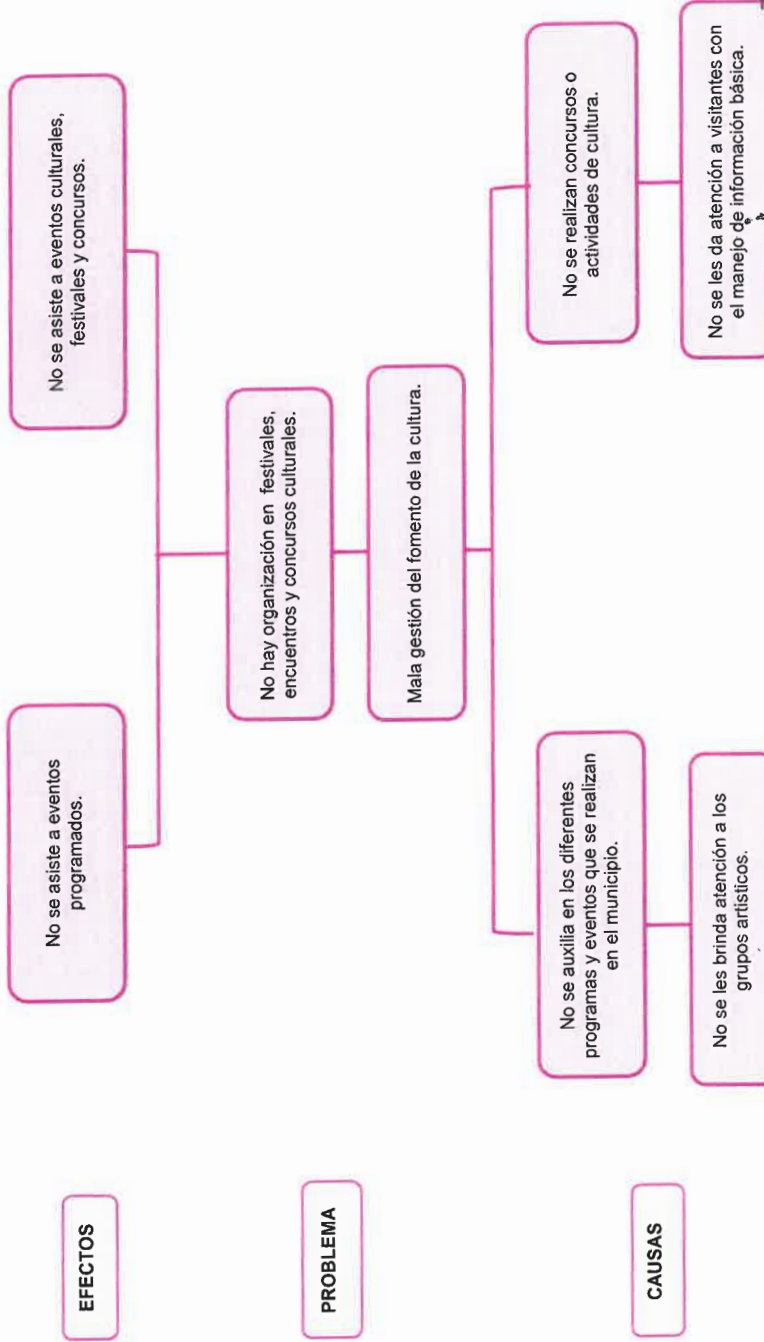 EFECTOS
No se asiste a eventos
programados.
No se asiste a eventos culturales,
festivales y concursos.
PROBLEMA
No hay organización en festivales,
encuentros y concursos culturales.
Mala gestión del fomento de la cultura.
CAUSAS
No se auxilia en los diferentes
programas y eventos que se realizan
en el municipio.
No se realizan concursos o
actividades de cultura.
No se les brinda atención a los
grupos artísticos.
No se les da atención a visitantes con
el manejo de información básica.